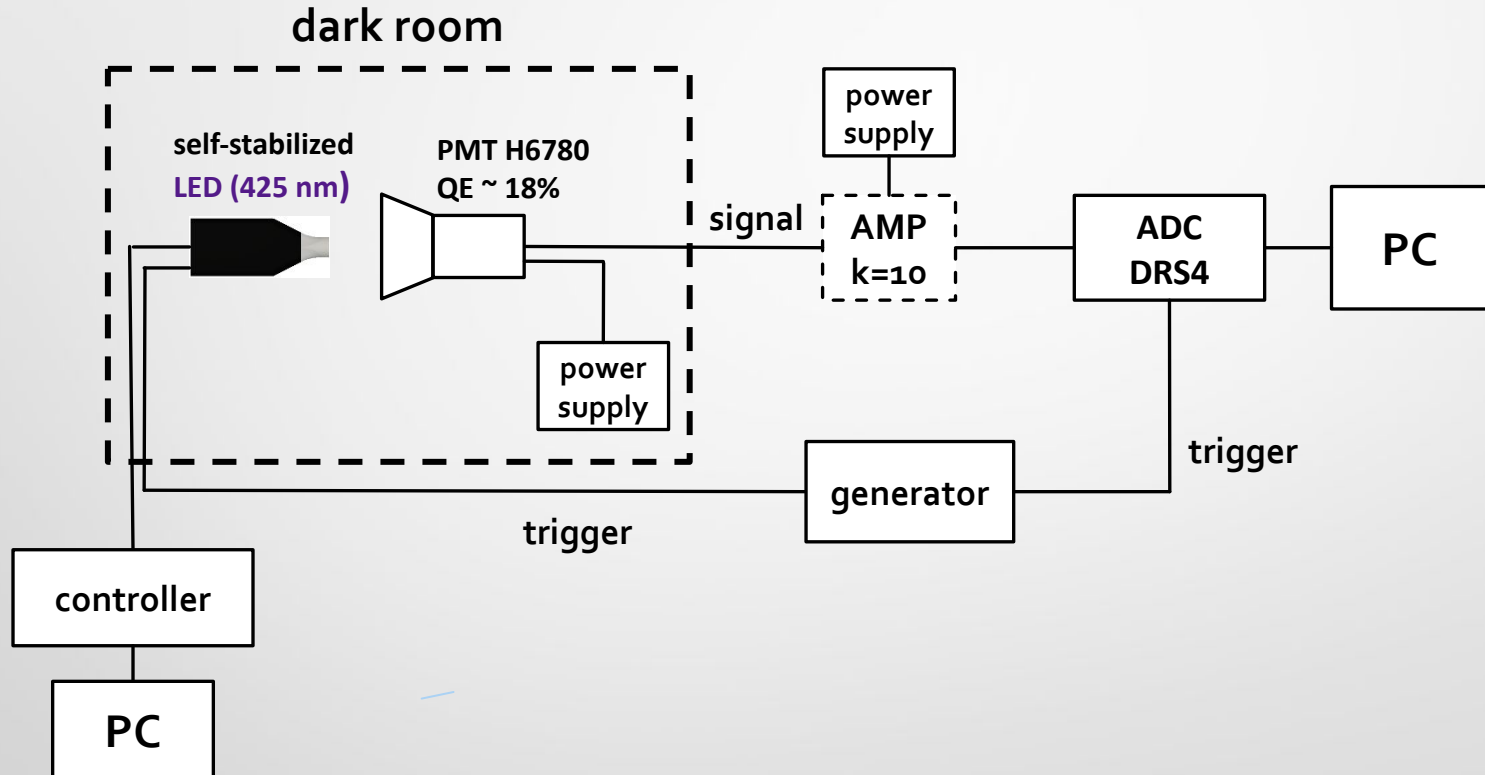 dark room
self-stabilized
LED (425 nm)
PMT H6780
QE ~ 18%
power
supply
signal
AMP
k=10
power
supply
ADC
DRS4
PC
trigger
generator
trigger
controller
PC